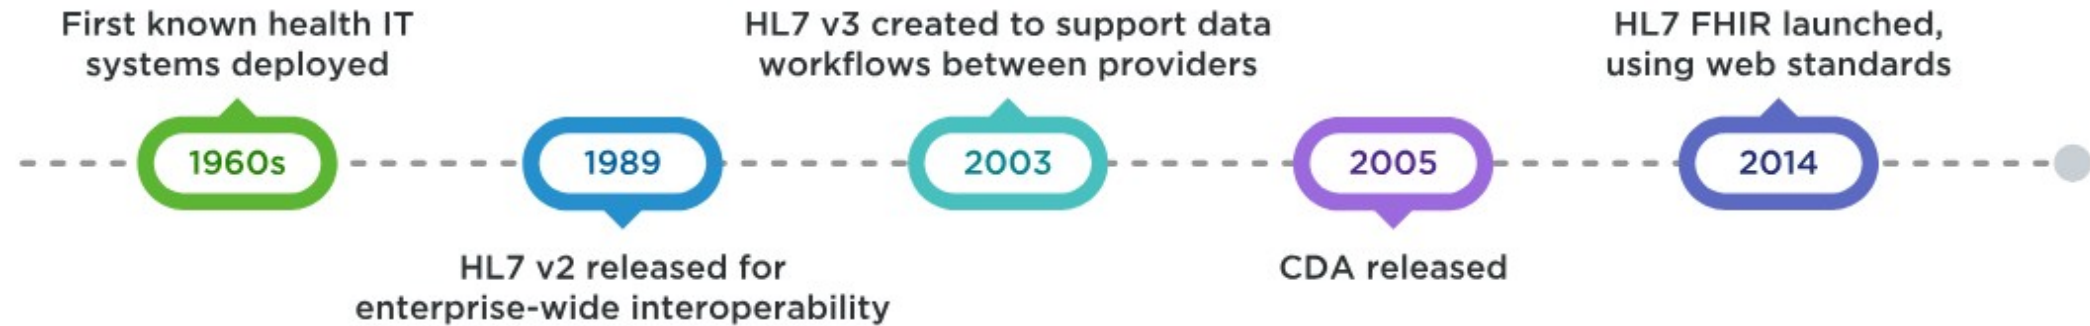 First known health IT
systems deployed
HL7 v3 created to support data
workflows between providers
HL7 FHIR launched,
using web standards
1960s
1989
2003
2005
2014
HL7 v2 released for
enterprise-wide interoperability
CDA released